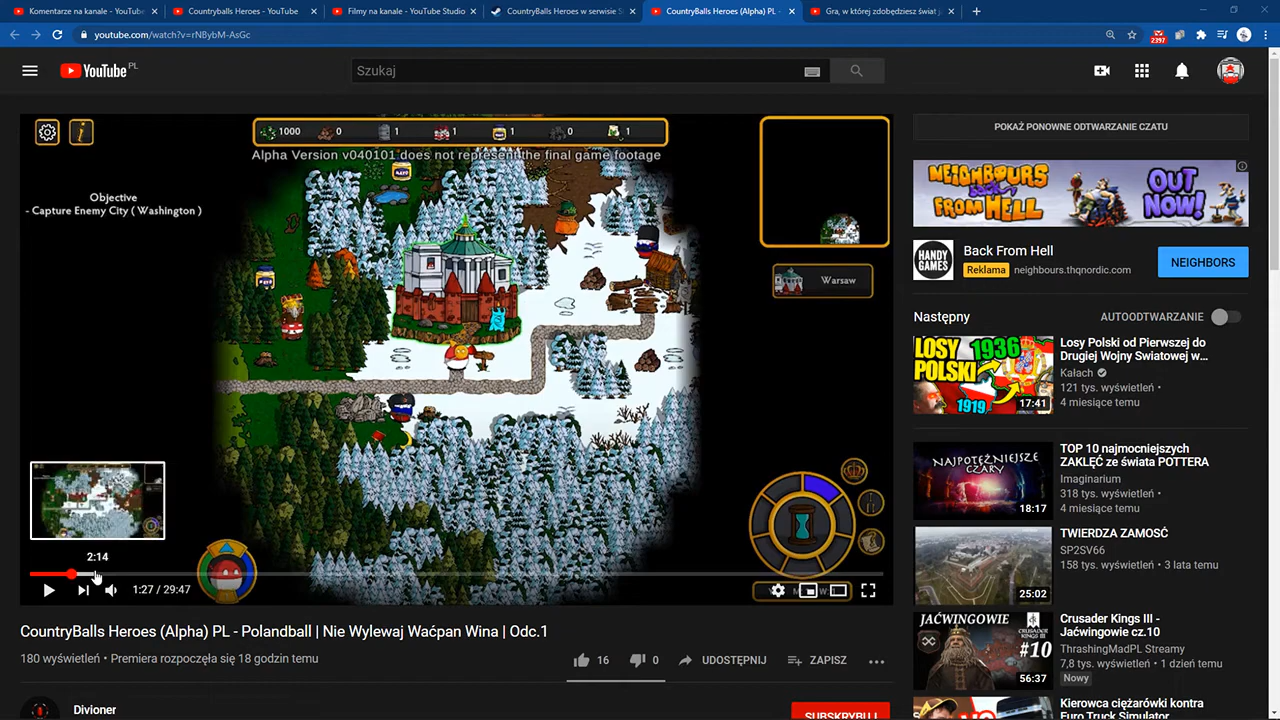 Komentarze na kanale - YouTube
Countryballs Heroes - YouTube
Filmy na kanale - YouTube Studio
CountryBalls Heroes w serwisie S
CountryBalls Heroes (Alpha) PL -
Gra, w której zdobędziesz świat j
youtube.com/watch?v=rNBybM-AsGc
2397
YouTube PL
Szukaj
1000 0 1 1 1 0 1
Alpha Version v040101 does not represent the final game footage
Objective
- Capture Enemy City ( Washington )
Warsaw
2:14
1:27 / 29:47
CountryBalls Heroes (Alpha) PL - Polandball | Nie Wylewaj Waćpan Wina | Odc.1
180 wyświetleń • Premiera rozpoczęła się 18 godzin temu
16 0 UDOSTĘPNIJ ZAPISZ
Divioner
SUBSKRYBUJ
POKAŻ PONOWNE ODTWARZANIE CZATU
NEIGHBOURS
BACK
FROM HELL
OUT
NOW!
HANDY
GAMES
Back From Hell
Reklama neighbours.thqnordic.com
NEIGHBORS
Następny
AUTOODTWARZANIE
LOSY
POLSKI
1936
1919
17:41
Losy Polski od Pierwszej do
Drugiej Wojny Swiatowej w...
Kałach
121 tys. wyświetleń •
4 miesiące temu
NAJPOTĘŻNIEJSZE
CZARY
18:17
TOP 10 najmocniejszych
ZAKLĘĆ ze świata POTTERA
Imaginarium
318 tys. wyświetleń •
4 miesiące temu
25:02
TWIERDZA ZAMOSĆ
SP2SV66
158 tys. wyświetleń • 3 lata temu
JAĆWINGOWIE
CRUSADER
KINGS III
#10
56:37
Crusader Kings III -
Jaćwingowie cz.10
ThrashingMadPL Streamy
7,8 tys. wyświetleń • 1 dzień temu
Nowy
Kierowca ciężarówki kontra
Euro Truck Simulator